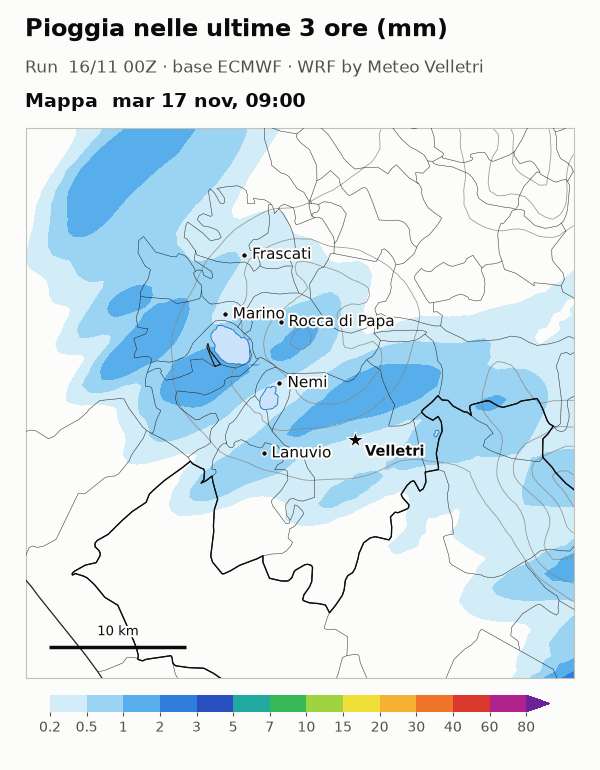 Pioggia nelle ultime 3 ore (mm)
Run  16/11 00Z · base ECMWF · WRF by Meteo Velletri
Mappa  mar 17 nov, 09:00
Frascati
Marino
Rocca di Papa
Nemi
Velletri
Lanuvio
10 km
0.2 0.5 1 2 3 5 7 10 15 20 30 40 60 80